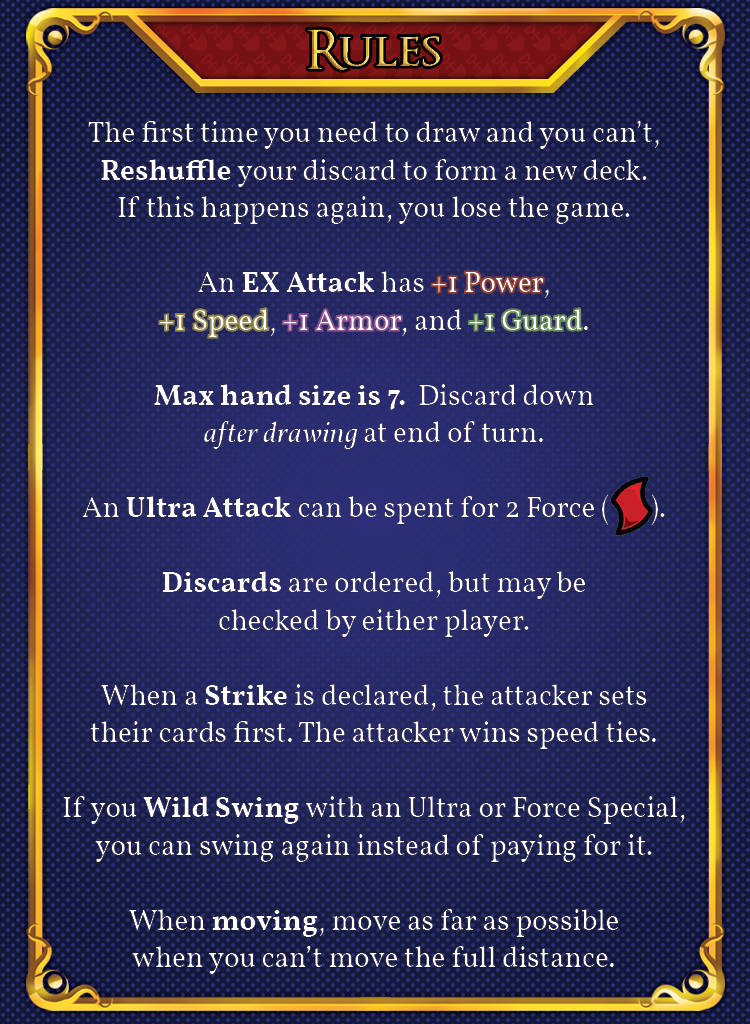 Rules
The first time you need to draw and you can't,
Reshuffle your discard to form a new deck.
If this happens again, you lose the game.
An EX Attack has +1 Power,
+1 Speed, +1 Armor, and +1 Guard.
Max hand size is 7. Discard down
after drawing at end of turn.
An Ultra Attack can be spent for 2 Force ( ).
Discards are ordered, but may be
checked by either player.
When a Strike is declared, the attacker sets
their cards first. The attacker wins speed ties.
If you Wild Swing with an Ultra or Force Special,
you can swing again instead of paying for it.
When moving, move as far as possible
when you can't move the full distance.